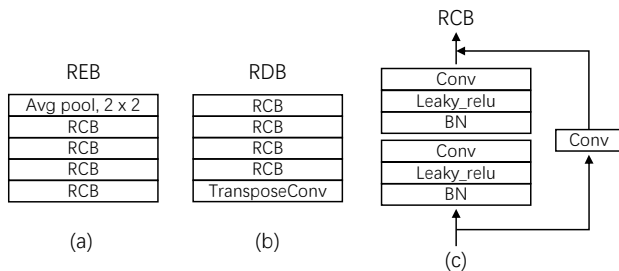 REB
Avg pool, 2 x 2
RCB
RCB
RCB
RCB
(a)
RDB
RCB
RCB
RCB
RCB
TransposeConv
(b)
RCB
Conv
Leaky_relu
BN
Conv
Leaky_relu
BN
Conv
(c)